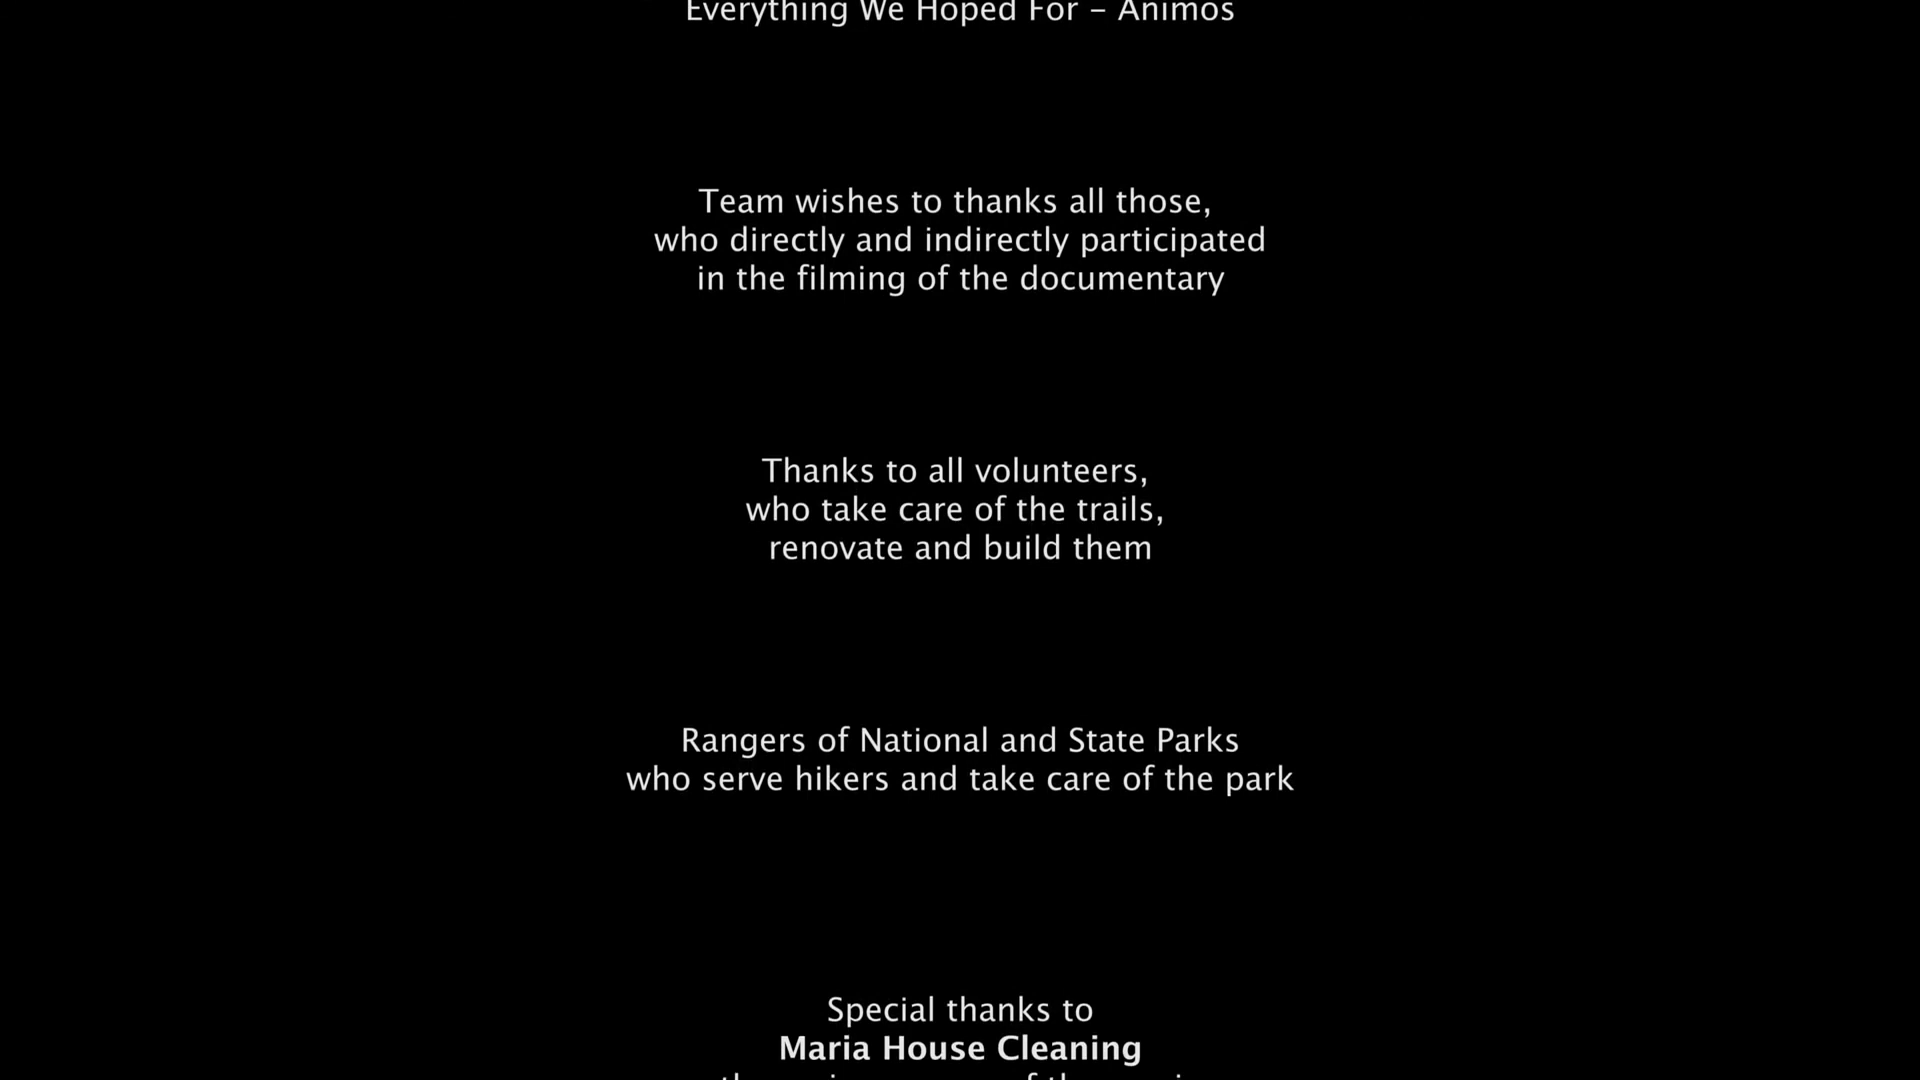 Everything We Hoped For – Animos
Team wishes to thanks all those,
who directly and indirectly participated
in the filming of the documentary
Thanks to all volunteers,
who take care of the trails,
renovate and build them
Rangers of National and State Parks
who serve hikers and take care of the park
Special thanks to
Maria House Cleaning